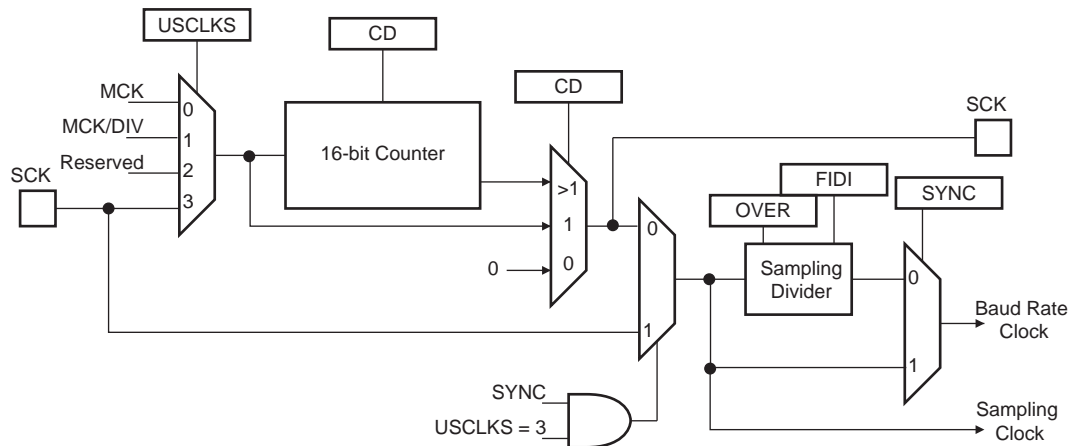 USCLKS
CD
CD
MCK
0
MCK/DIV
1
16-bit Counter
Reserved
2
SCK
3
SCK
>1
1
0
0
FIDI
OVER
SYNC
0
Sampling
Divider
0
Baud Rate
Clock
1
1
SYNC
USCLKS = 3
Sampling
Clock